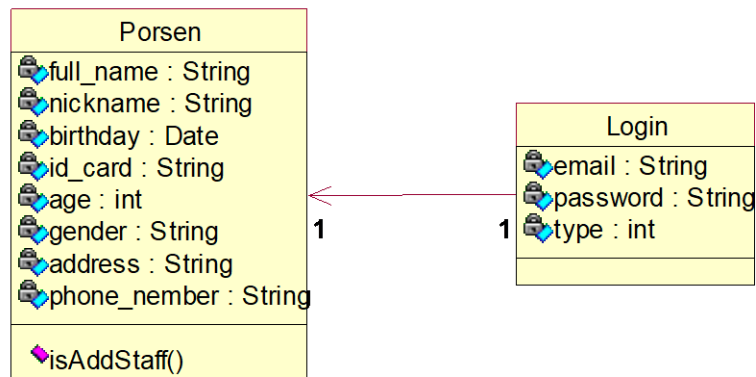 Porsen
full_name : String
nickname : String
birthday : Date
id_card : String
age : int
gender : String
address : String
phone_nember : String
isAddStaff()
1
1
Login
email : String
password : String
type : int